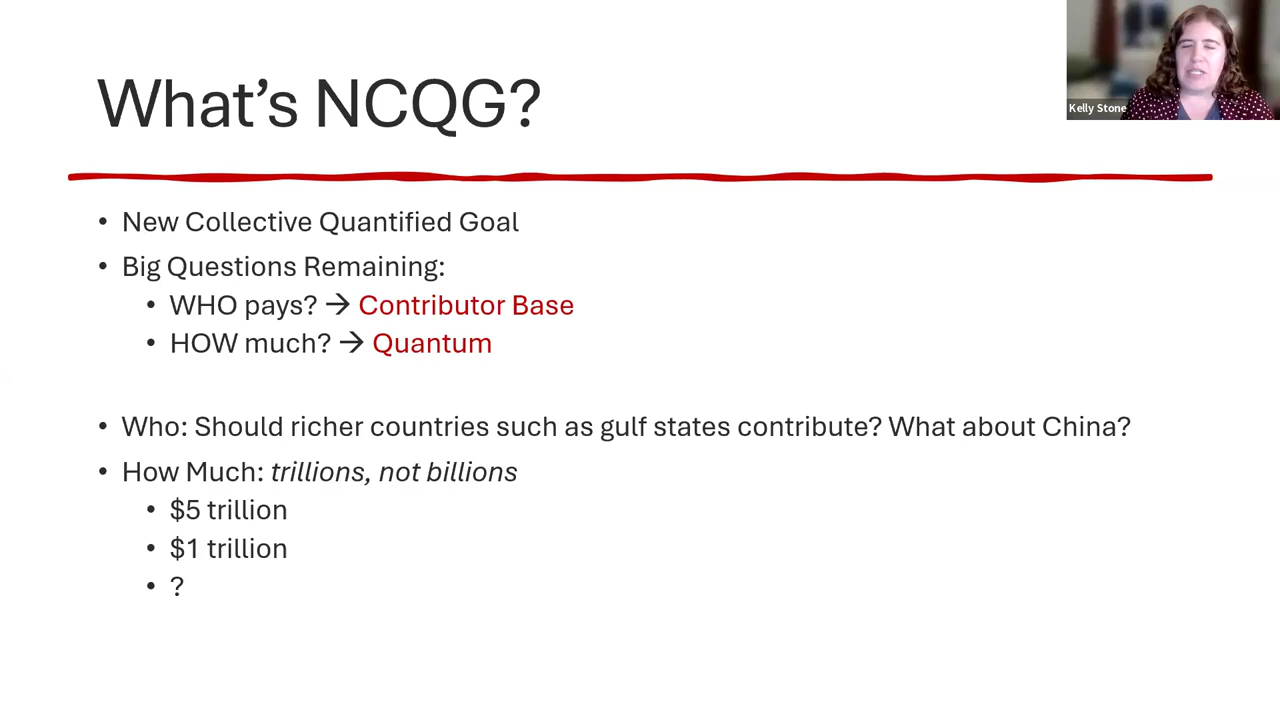 What's NCQG?
Kelly Stone
• New Collective Quantified Goal
• Big Questions Remaining:
• WHO pays? → Contributor Base
• HOW much? → Quantum
• Who: Should richer countries such as gulf states contribute? What about China?
• How Much: trillions, not billions
• $5 trillion
• $1 trillion
• ?